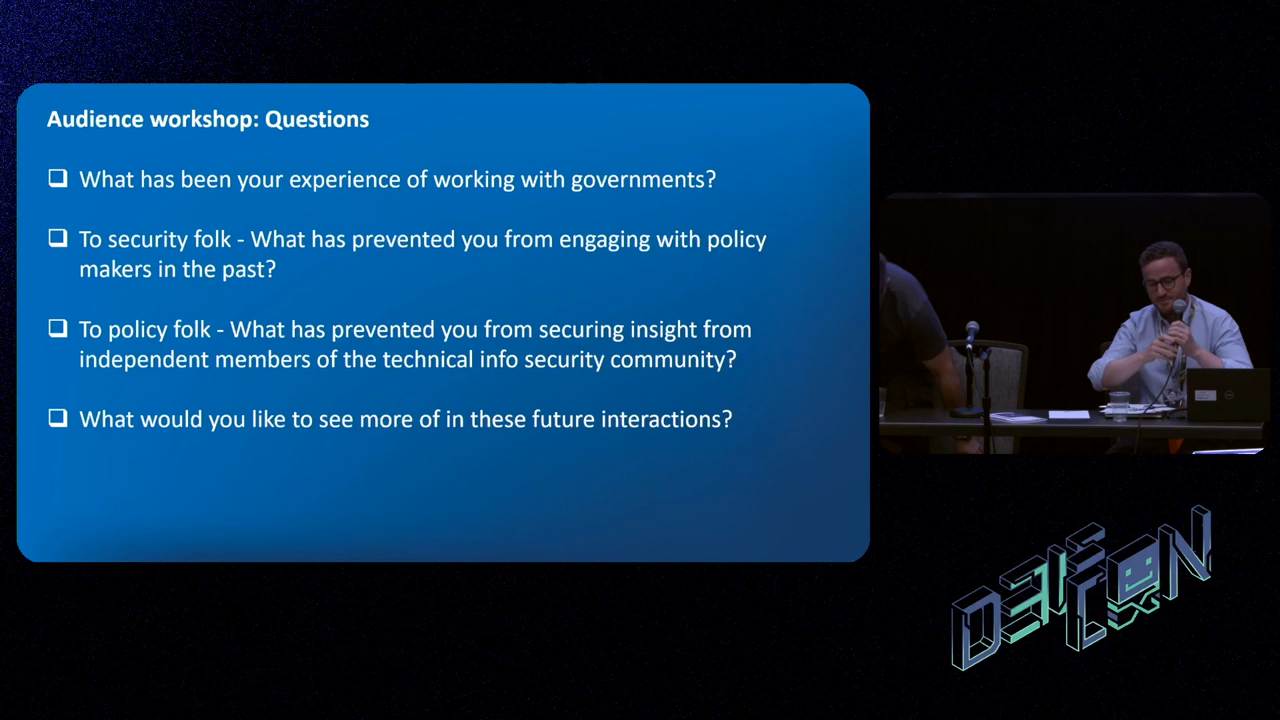 Audience workshop: Questions
What has been your experience of working with governments?
To security folk - What has prevented you from engaging with policy
makers in the past?
To policy folk - What has prevented you from securing insight from
independent members of the technical info security community?
What would you like to see more of in these future interactions?
DEF
CON